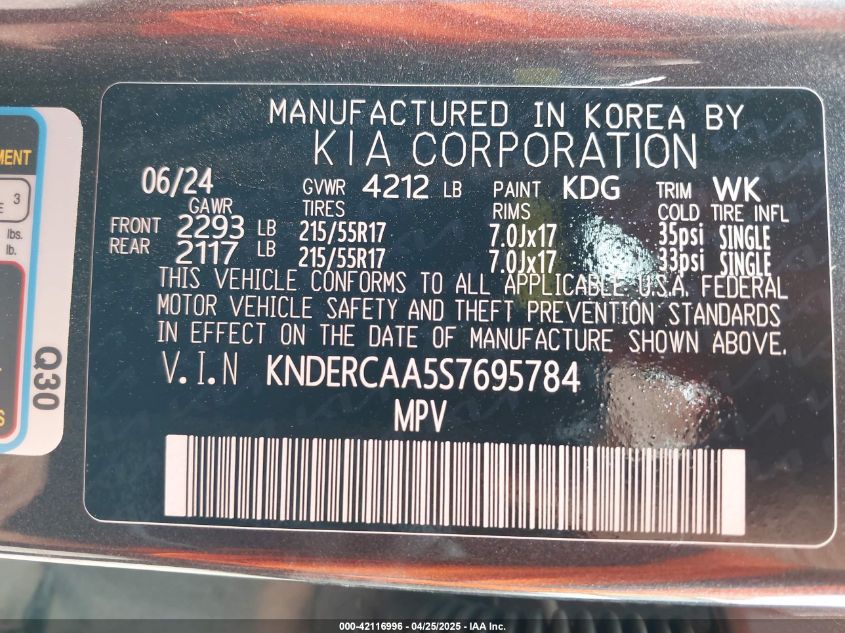 MANUFACTURED IN KOREA BY
KIA CORPORATION
06/24 GVWR 4212 LB PAINT KDG TRIM WK
GAWR TIRES RIMS COLD TIRE INFL
FRONT 2293 LB 215/55R17 7.0Jx17 35psi SINGLE
REAR 2117 LB 215/55R17 7.0Jx17 33psi SINGLE
THIS VEHICLE CONFORMS TO ALL APPLICABLE U.S.A. FEDERAL
MOTOR VEHICLE SAFETY AND THEFT PREVENTION STANDARDS
IN EFFECT ON THE DATE OF MANUFACTURE SHOWN ABOVE.
V.I.N KNDERCAA5S7695784
MPV
3
lbs.
lb.
Q30
000-42116996 - 04/25/2025 - IAA Inc.